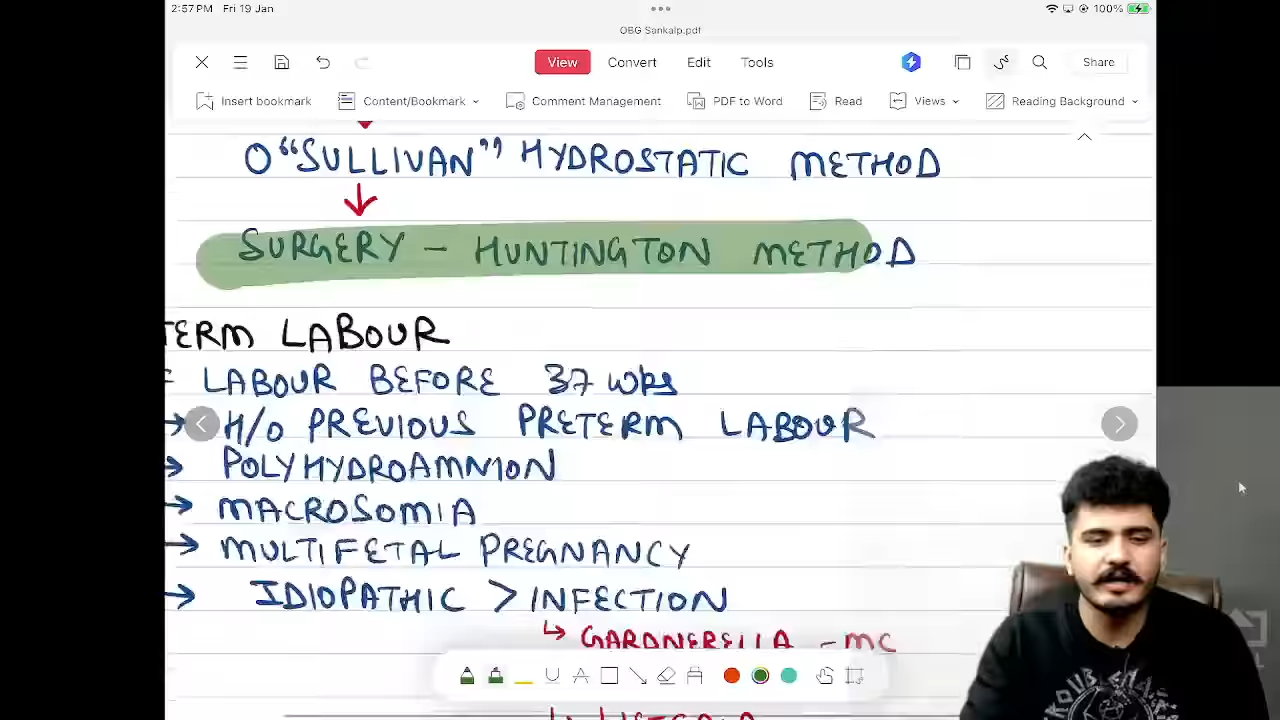 2:57 PM Fri 19 Jan
100%
OBG Sankalp.pdf
View Convert Edit Tools Share
Insert bookmark Content/Bookmark Comment Management PDF to Word Read Views Reading Background
O“SULLIVAN” HYDROSTATIC METHOD
SURGERY – HUNTINGTON METHOD
TERM LABOUR
LABOUR BEFORE 37 wks
→ H/O PREVIOUS PRETERM LABOUR
→ POLYHYDROAMNION
→ MACROSOMIA
→ MULTIFETAL PREGNANCY
→ IDIOPATHIC > INFECTION
↳ GARDNERELLA – MC